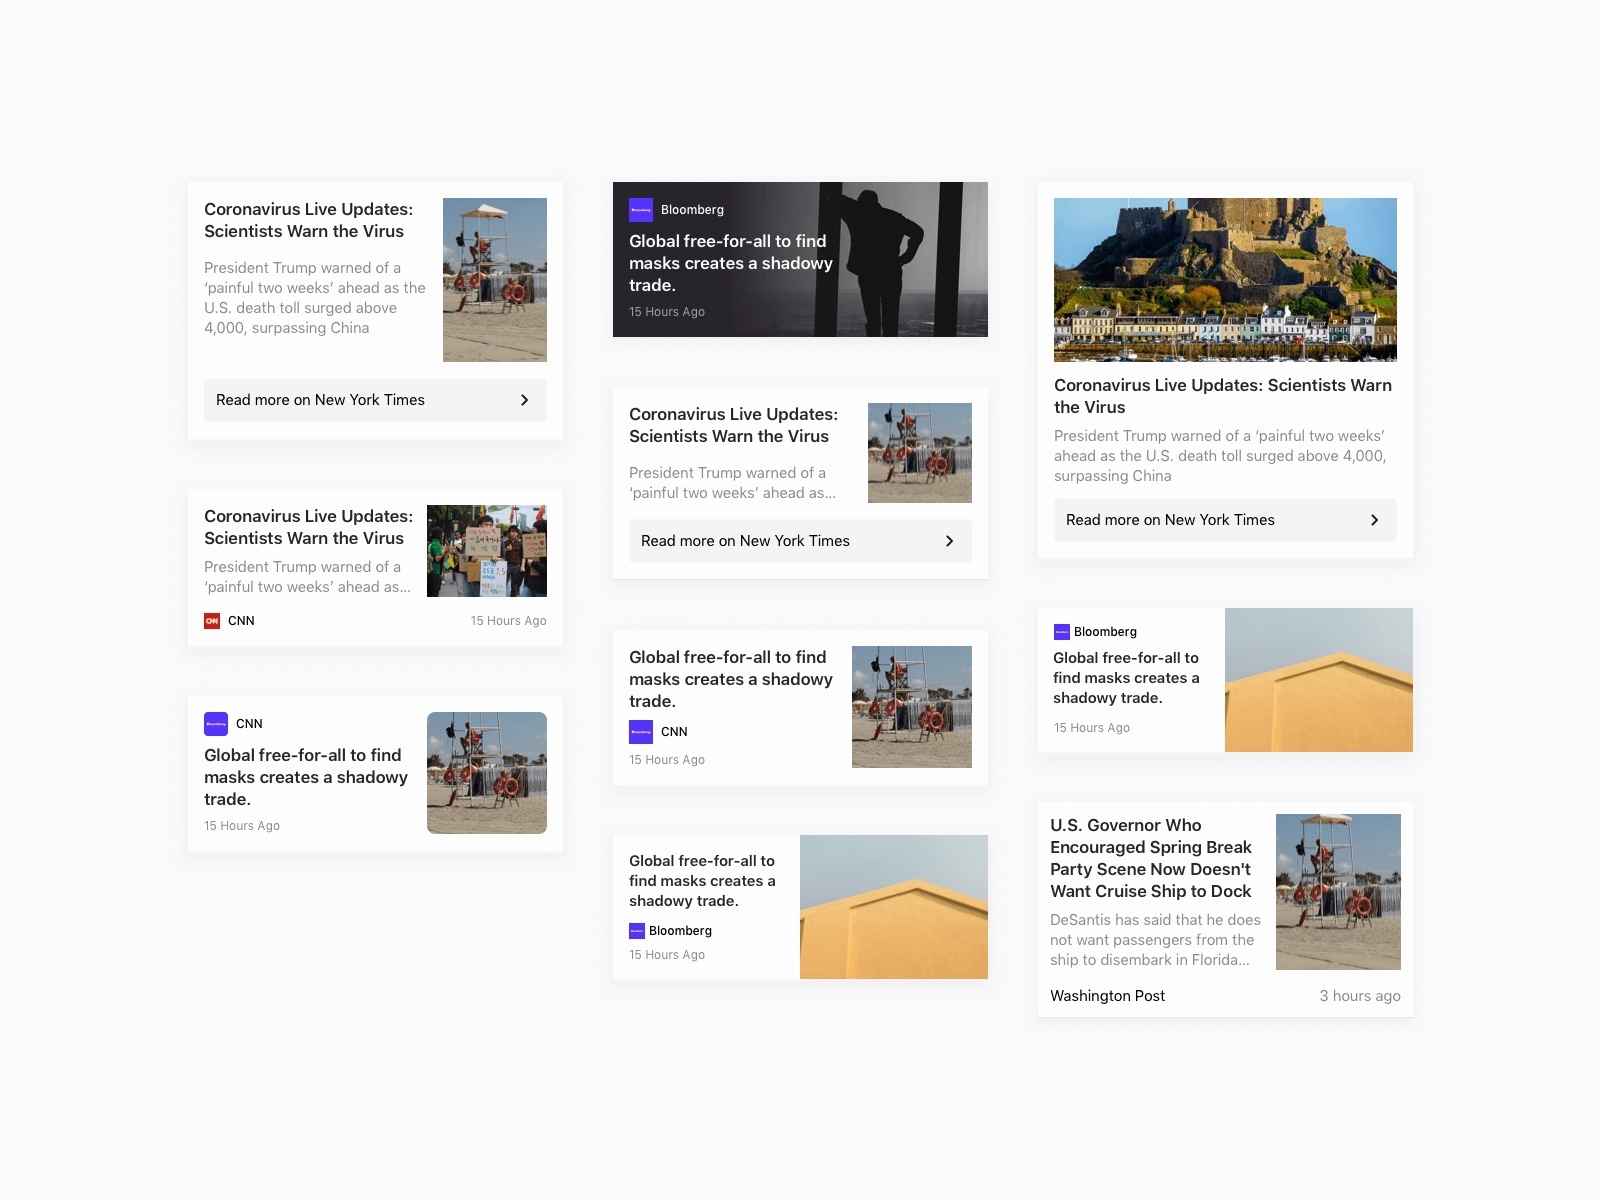 Coronavirus Live Updates:
Scientists Warn the Virus
President Trump warned of a
‘painful two weeks’ ahead as the
U.S. death toll surged above
4,000, surpassing China
Read more on New York Times
Coronavirus Live Updates:
Scientists Warn the Virus
President Trump warned of a
‘painful two weeks’ ahead as...
CNN
CNN
15 Hours Ago
Bloomberg
CNN
Global free-for-all to find
masks creates a shadowy
trade.
15 Hours Ago
Bloomberg
Bloomberg
Global free-for-all to find
masks creates a shadowy
trade.
15 Hours Ago
Coronavirus Live Updates:
Scientists Warn the Virus
President Trump warned of a
‘painful two weeks’ ahead as...
Read more on New York Times
Global free-for-all to find
masks creates a shadowy
trade.
Bloomberg
CNN
15 Hours Ago
Global free-for-all to
find masks creates a
shadowy trade.
Bloomberg
15 Hours Ago
Coronavirus Live Updates: Scientists Warn
the Virus
President Trump warned of a ‘painful two weeks’
ahead as the U.S. death toll surged above 4,000,
surpassing China
Read more on New York Times
Bloomberg
Global free-for-all to
find masks creates a
shadowy trade.
15 Hours Ago
U.S. Governor Who
Encouraged Spring Break
Party Scene Now Doesn't
Want Cruise Ship to Dock
DeSantis has said that he does
not want passengers from the
ship to disembark in Florida...
Washington Post
3 hours ago